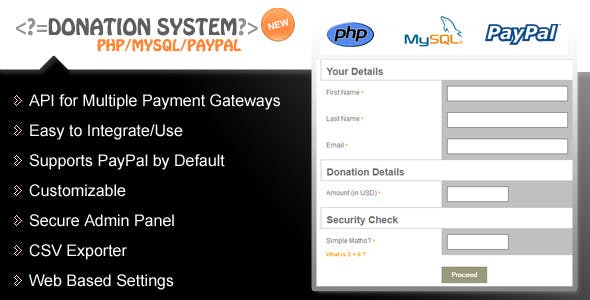 <?=DONATION SYSTEM?>
NEW
PHP/MYSQL/PAYPAL
API for Multiple Payment Gateways
Easy to Integrate/Use
Supports PayPal by Default
Customizable
Secure Admin Panel
CSV Exporter
Web Based Settings
php
MySQL
PayPal
Your Details
First Name *
Last Name *
Email *
Donation Details
Amount (in USD) *
Security Check
Simple Maths? *
What is 3 + 6 ?
Proceed